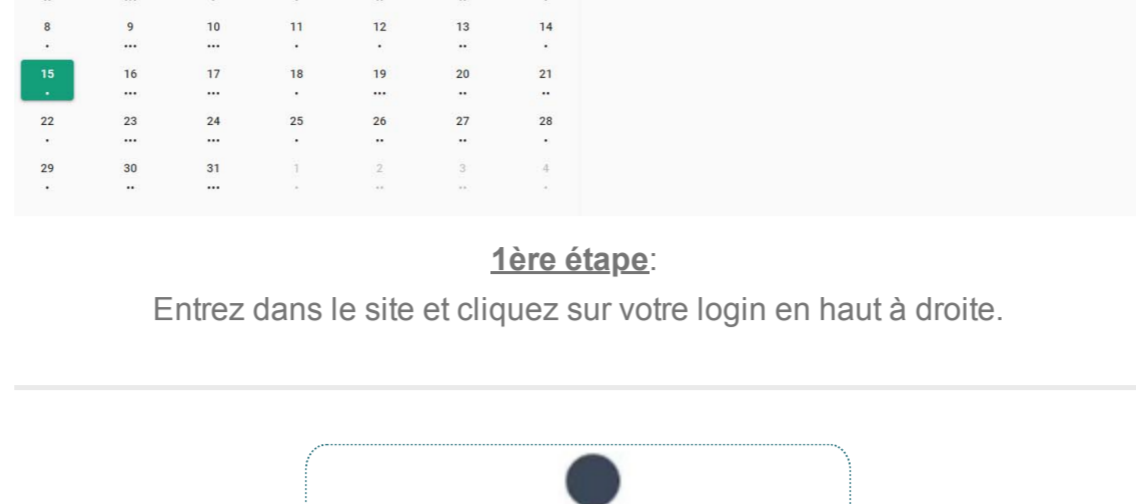 8 9 10 11 12 13 14
15 16 17 18 19 20 21
22 23 24 25 26 27 28
29 30 31 1 2 3 4
1ère étape:
Entrez dans le site et cliquez sur votre login en haut à droite.